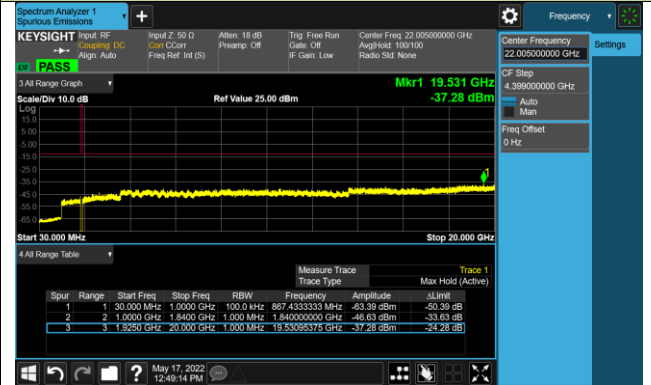 Spectrum Analyzer 1
Spurious Emissions
+
Frequency
KEYSIGHT Input: RF
Coupling: DC
Align: Auto
Input Z: 50 Ω
Corr CCorr
Freq Ref: Int (S)
Atten: 18 dB
Preamp: Off
Trig: Free Run
Gate: Off
IF Gain: Low
Center Freq: 22.005000000 GHz
Avg|Hold: 100/100
Radio Std: None
PASS
Center Frequency
22.005000000 GHz
Settings
CF Step
4.399000000 GHz
Auto
Man
Freq Offset
0 Hz
3 All Range Graph
Mkr1 19.531 GHz
Scale/Div 10.0 dB
Ref Value 25.00 dBm
-37.28 dBm
Log
15.0
5.00
-5.00
-15.0
-25.0
-35.0
-45.0
-55.0
-65.0
1
Start 30.000 MHz
Stop 20.000 GHz
4 All Range Table
Measure Trace Trace 1
Trace Type Max Hold (Active)
Spur Range Start Freq Stop Freq RBW Frequency Amplitude ΔLimit
1 1 30.000 MHz 1.0000 GHz 100.0 kHz 867.4333333 MHz -63.39 dBm -50.39 dB
2 2 1.0000 GHz 1.8400 GHz 1.000 MHz 1.840000000 GHz -46.63 dBm -33.63 dB
3 3 1.9250 GHz 20.000 GHz 1.000 MHz 19.53095375 GHz -37.28 dBm -24.28 dB
?
May 17, 2022
12:49:14 PM